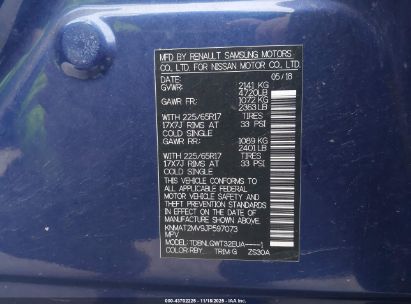 MFD BY RENAULT SAMSUNG MOTORS
CO., LTD. FOR NISSAN MOTOR CO., LTD.
DATE: 05/18
GVWR: 2141 KG
4720LB
GAWR FR: 1072 KG
2363LB
WITH 225/65R17 TIRES
17X7J RIMS AT 33 PSI
COLD SINGLE
GAWR RR: 1089 KG
2401LB
WITH 225/65R17 TIRES
17X7J RIMS AT 33 PSI
COLD SINGLE
THIS VEHICLE CONFORMS TO ALL
APPLICABLE FEDERAL MOTOR
VEHICLE SAFETY AND THEFT
PREVENTION STANDARDS IN EFFECT
ON THE DATE OF MANUFACTURE
SHOWN ABOVE.
KNMAT2MV9JP597073
MPV
MODEL: TDBNLGWT32EUA-----1
COLOR: RBY TRIM: G ZS30A